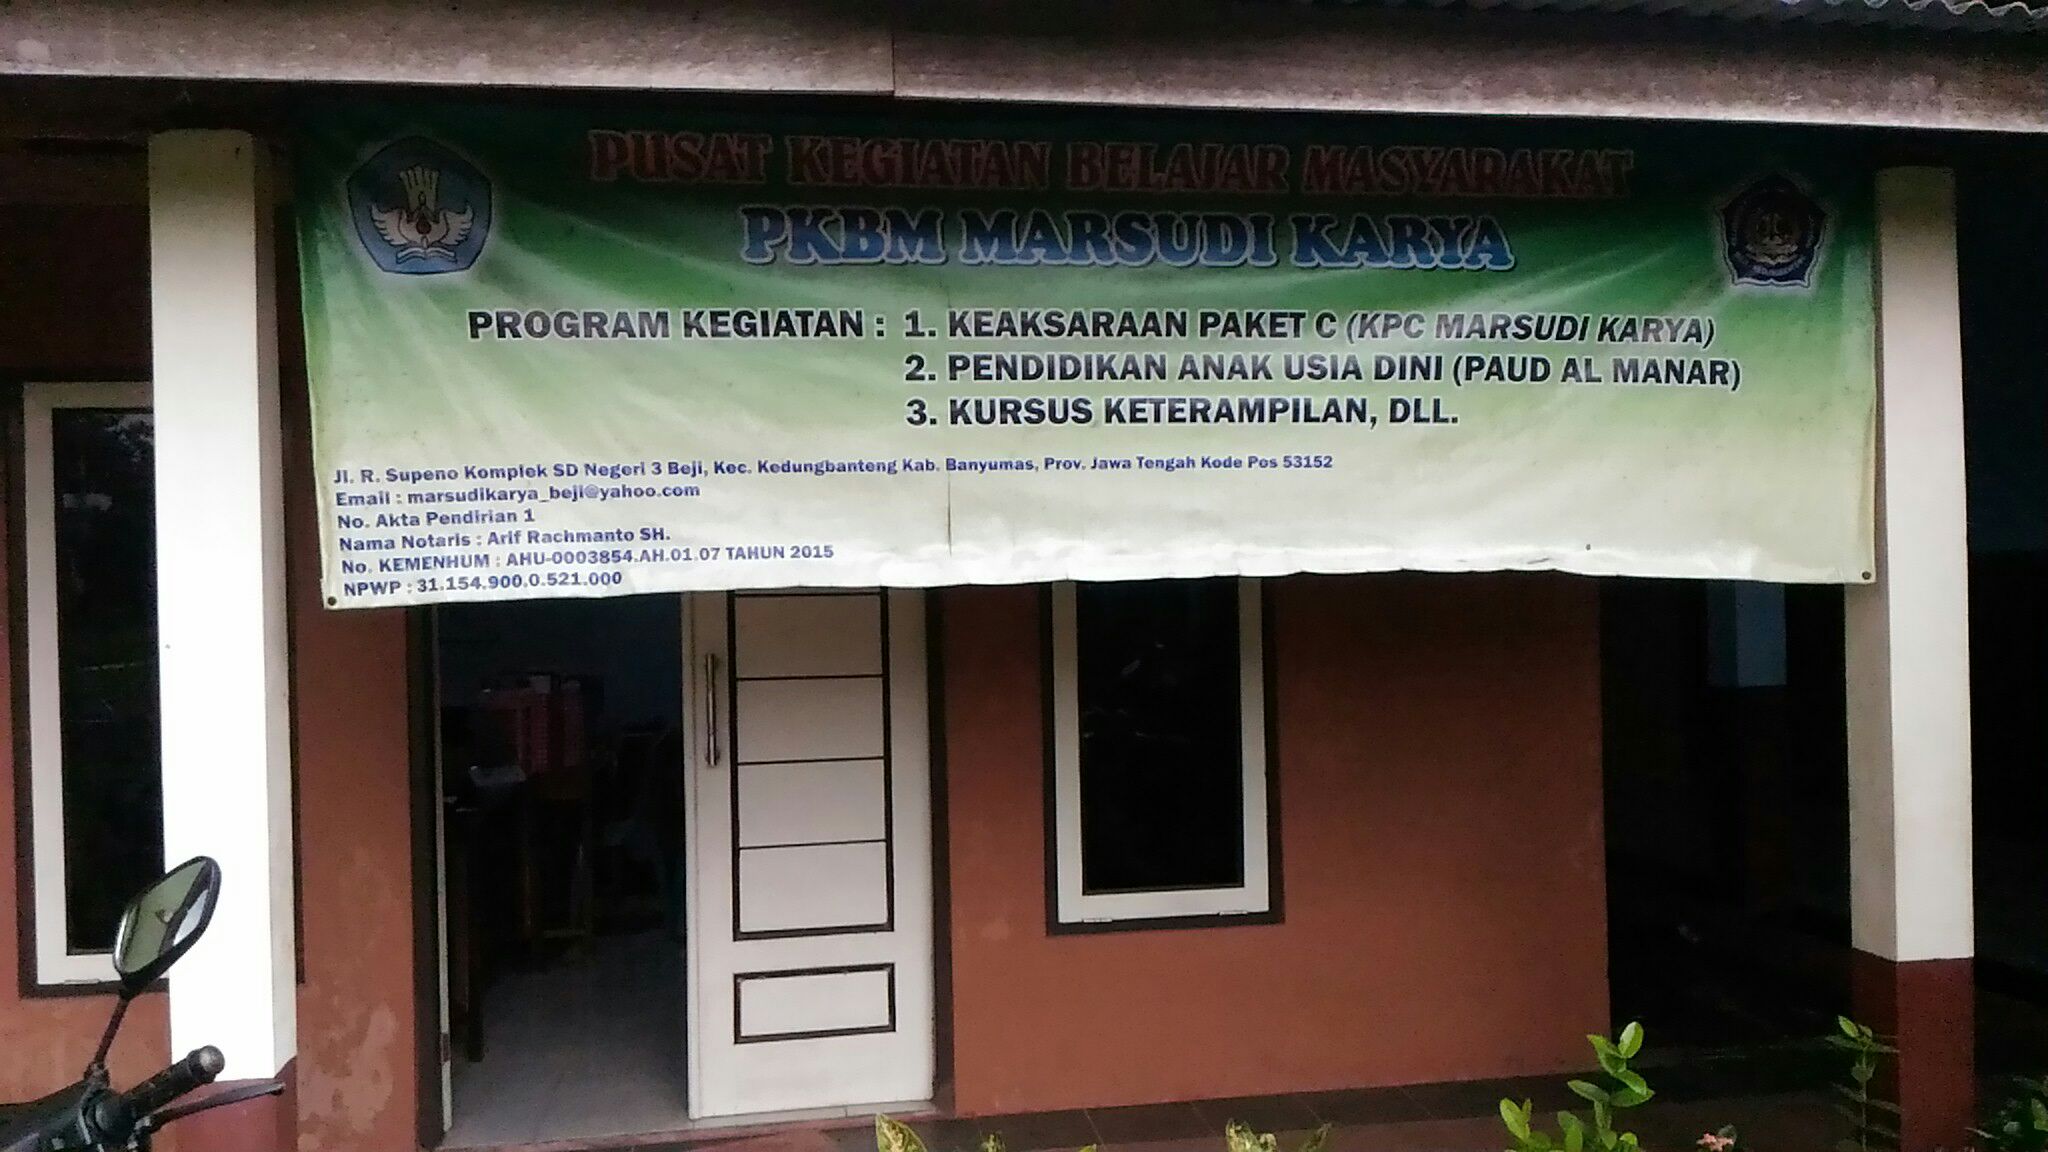 PUSAT KEGIATAN BELAJAR MASYARAKAT
PKBM MARSUDI KARYA
PROGRAM KEGIATAN : 1. KEAKSARAAN PAKET C (KPC MARSUDI KARYA)
2. PENDIDIKAN ANAK USIA DINI (PAUD AL MANAR)
3. KURSUS KETERAMPILAN, DLL.
Jl. R. Supeno Komplek SD Negeri 3 Beji, Kec. Kedungbanteng Kab. Banyumas, Prov. Jawa Tengah Kode Pos 53152
Email : marsudikarya_beji@yahoo.com
No. Akta Pendirian 1
Nama Notaris : Arif Rachmanto SH.
No. KEMENHUM : AHU-0003854.AH.01.07 TAHUN 2015
NPWP : 31.154.900.0.521.000